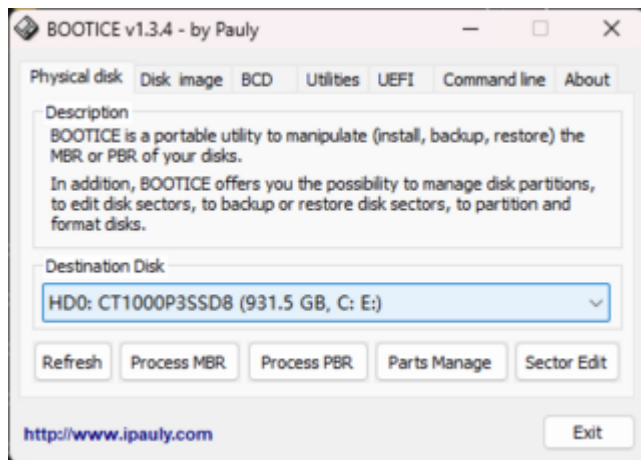 BOOTICE v1.3.4 - by Pauly
Physical disk Disk image BCD Utilities UEFI Command line About
Description
BOOTICE is a portable utility to manipulate (install, backup, restore) the
MBR or PBR of your disks.
In addition, BOOTICE offers you the possibility to manage disk partitions,
to edit disk sectors, to backup or restore disk sectors, to partition and
format disks.
Destination Disk
HD0: CT1000P3SSD8 (931.5 GB, C: E:)
Refresh Process MBR Process PBR Parts Manage Sector Edit
http://www.ipauly.com Exit